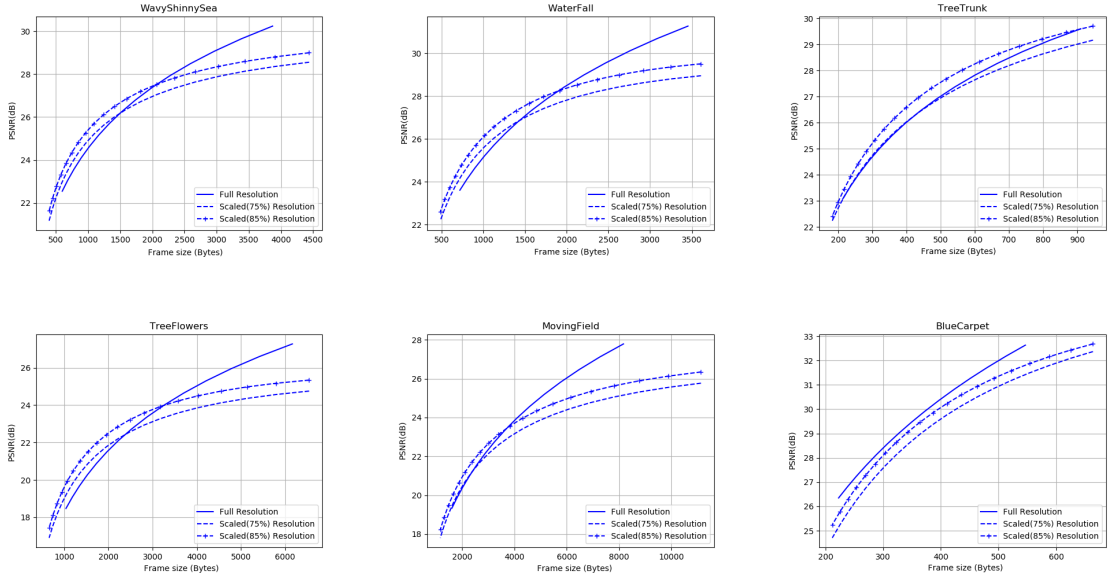 WavyShinnySea
PSNR(dB)
30
28
26
24
22
500 1000 1500 2000 2500 3000 3500 4000 4500
Frame size (Bytes)
Full Resolution
Scaled(75%) Resolution
Scaled(85%) Resolution
WaterFall
PSNR(dB)
30
28
26
24
22
500 1000 1500 2000 2500 3000 3500
Frame size (Bytes)
Full Resolution
Scaled(75%) Resolution
Scaled(85%) Resolution
TreeTrunk
PSNR(dB)
30
29
28
27
26
25
24
23
22
200 300 400 500 600 700 800 900
Frame size (Bytes)
Full Resolution
Scaled(75%) Resolution
Scaled(85%) Resolution
TreeFlowers
PSNR(dB)
26
24
22
20
18
1000 2000 3000 4000 5000 6000
Frame size (Bytes)
Full Resolution
Scaled(75%) Resolution
Scaled(85%) Resolution
MovingField
PSNR(dB)
28
26
24
22
20
18
2000 4000 6000 8000 10000
Frame size (Bytes)
Full Resolution
Scaled(75%) Resolution
Scaled(85%) Resolution
BlueCarpet
PSNR(dB)
33
32
31
30
29
28
27
26
25
200 300 400 500 600
Frame size (Bytes)
Full Resolution
Scaled(75%) Resolution
Scaled(85%) Resolution